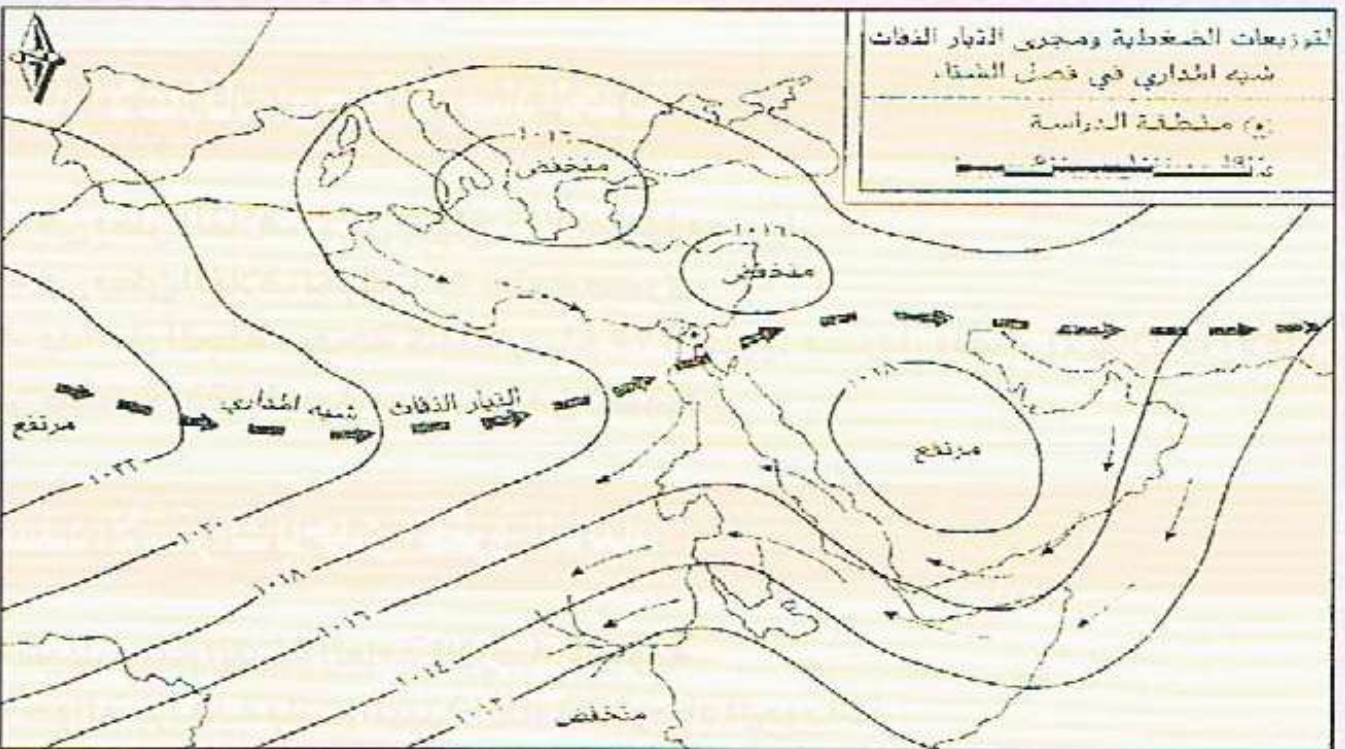 التوزيعات الضغطية ومجرى التيار النفاث
شبه المداري في فصل الشتاء
(•) منطقة الدراسة
١٠١٦
منخفض
١٠١٦
منخفض
مرتفع
شبه المداري
التيار النفاث
١٠١٨
مرتفع
١٠٢٢
١٠٢٠
١٠١٨
١٠١٦
١٠١٤
١٠١٢
منخفض